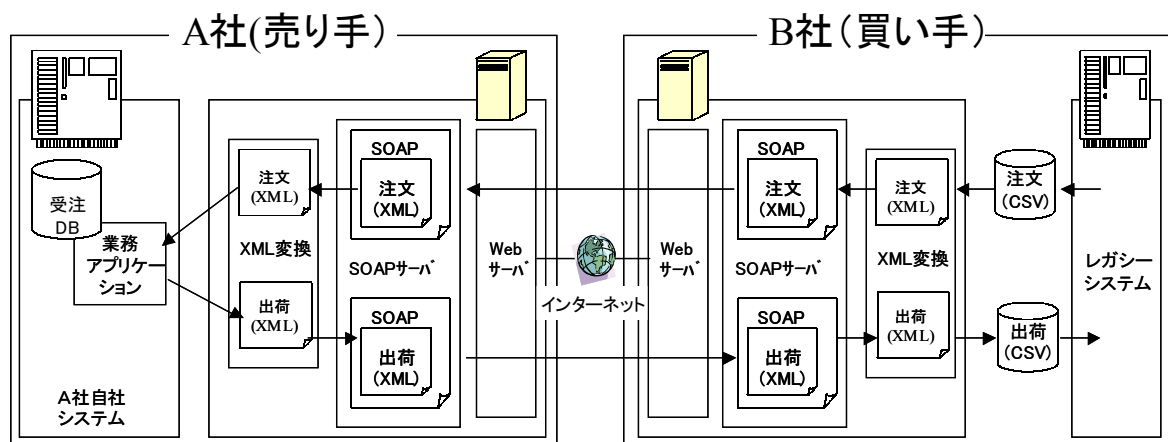 A社(売り手)
B社(買い手)
受注
DB
業務
アプリケー
ション
A社自社
システム
注文
(XML)
XML変換
出荷
(XML)
SOAP
注文
(XML)
SOAPサーバ
SOAP
出荷
(XML)
Web
サーバ
インターネット
Web
サーバ
SOAP
注文
(XML)
SOAPサーバ
SOAP
出荷
(XML)
注文
(XML)
XML変換
出荷
(XML)
注文
(CSV)
出荷
(CSV)
レガシー
システム